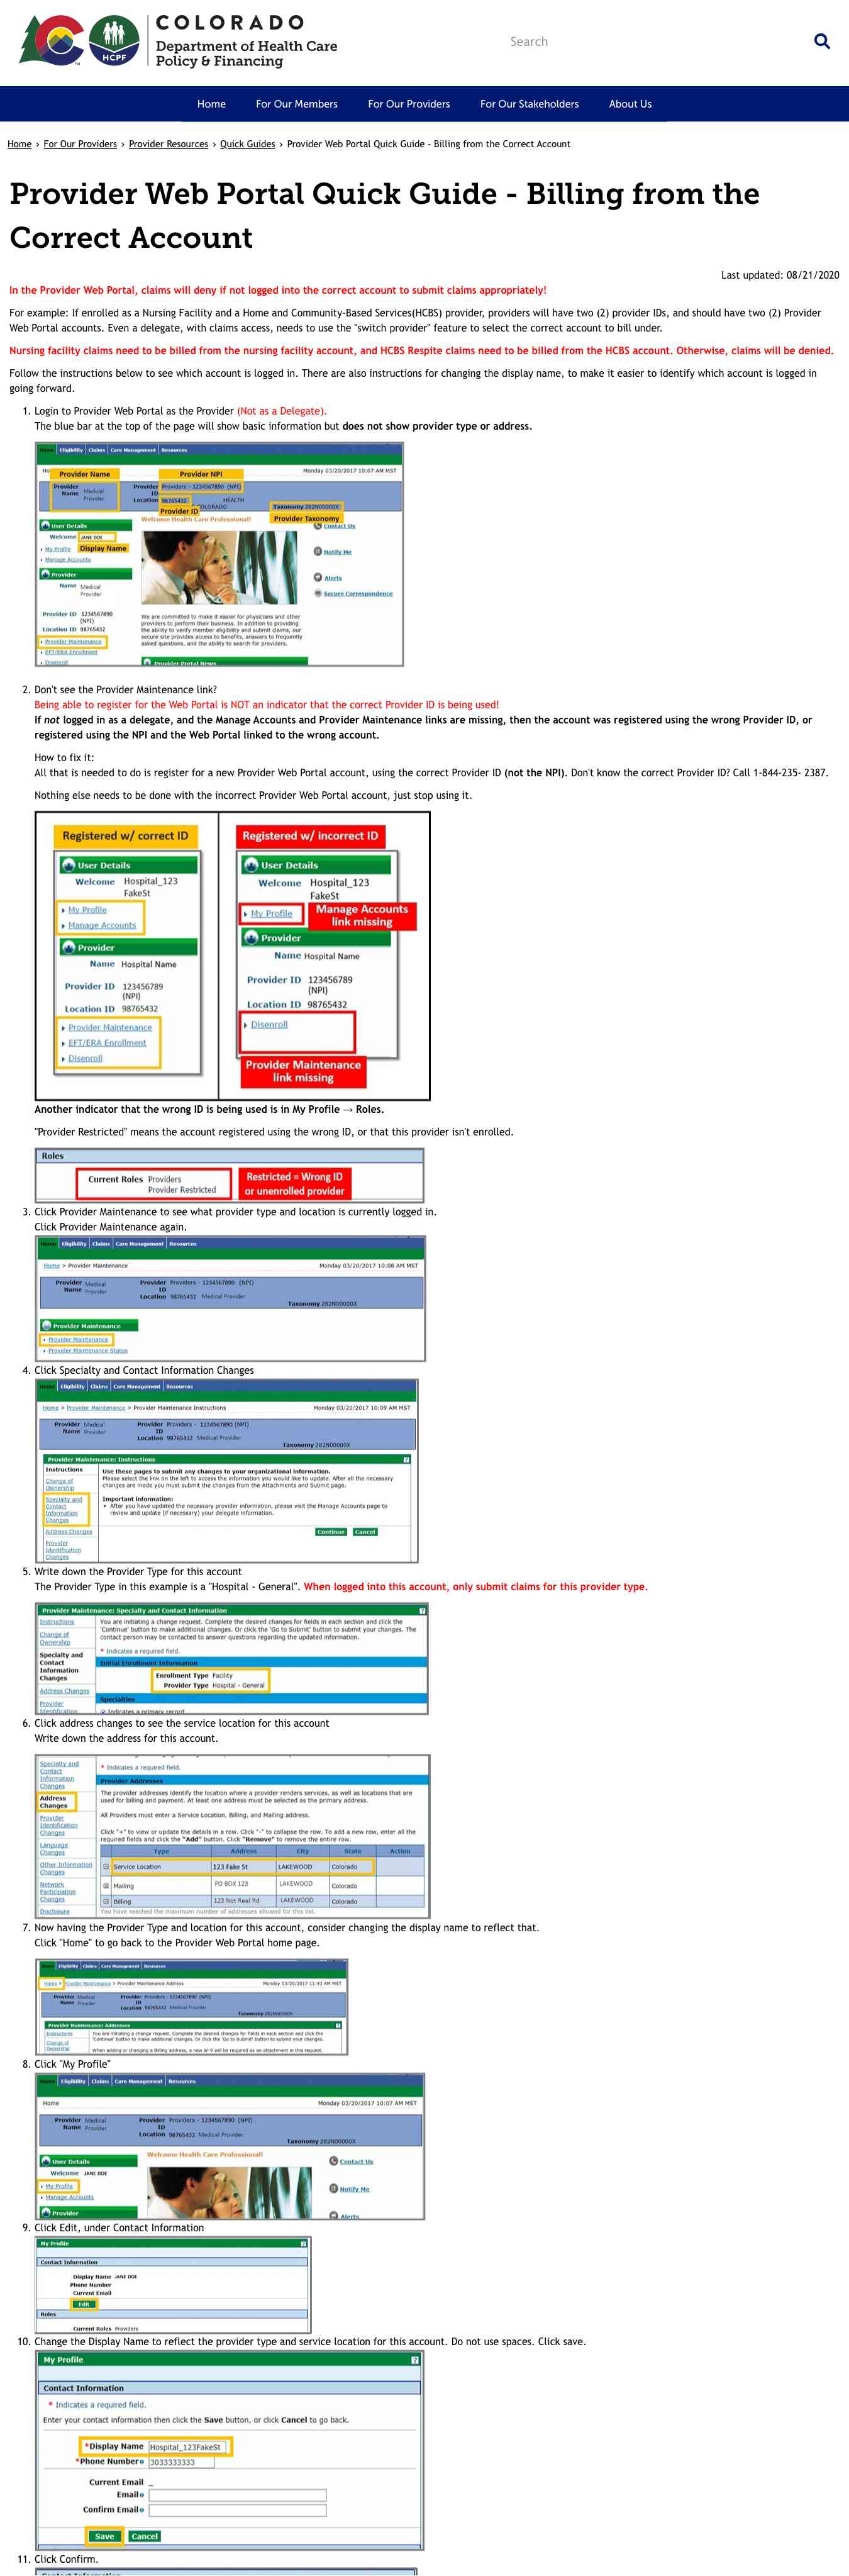 COLORADO
Department of Health Care
Policy & Financing
HCPF
Search
Home
For Our Members
For Our Providers
For Our Stakeholders
About Us
Home › For Our Providers › Provider Resources › Quick Guides › Provider Web Portal Quick Guide - Billing from the Correct Account
Provider Web Portal Quick Guide - Billing from the
Correct Account
Last updated: 08/21/2020
In the Provider Web Portal, claims will deny if not logged into the correct account to submit claims appropriately!
For example: If enrolled as a Nursing Facility and a Home and Community-Based Services(HCBS) provider, providers will have two (2) provider IDs, and should have two (2) Provider
Web Portal accounts. Even a delegate, with claims access, needs to use the "switch provider" feature to select the correct account to bill under.
Nursing facility claims need to be billed from the nursing facility account, and HCBS Respite claims need to be billed from the HCBS account. Otherwise, claims will be denied.
Follow the instructions below to see which account is logged in. There are also instructions for changing the display name, to make it easier to identify which account is logged in
going forward.
1. Login to Provider Web Portal as the Provider (Not as a Delegate).
The blue bar at the top of the page will show basic information but does not show provider type or address.
Home Eligibility Claims Care Management Resources
Ho
Provider Name
Provider NPI
Monday 03/20/2017 10:07 AM MST
Provider Name Medical Provider
Provider ID Providers - 1234567890 (NPI)
Location 98765432
HEALTH
COLORADO
Taxonomy 282N00000X
Provider ID
Provider Taxonomy
User Details
Welcome JANE DOE
Display Name
My Profile
Manage Accounts
Provider
Name Medical Provider
Provider ID 1234567890 (NPI)
Location ID 98765432
Provider Maintenance
EFT/ERA Enrollment
Disenroll
Welcome Health Care Professional!
We are committed to make it easier for physicians and other
providers to perform their business. In addition to providing
the ability to verify member eligibility and submit claims, our
secure site provides access to benefits, answers to frequently
asked questions, and the ability to search for providers.
Provider Portal News
Contact Us
Notify Me
Alerts
Secure Correspondence
2. Don't see the Provider Maintenance link?
Being able to register for the Web Portal is NOT an indicator that the correct Provider ID is being used!
If not logged in as a delegate, and the Manage Accounts and Provider Maintenance links are missing, then the account was registered using the wrong Provider ID, or
registered using the NPI and the Web Portal linked to the wrong account.
How to fix it:
All that is needed to do is register for a new Provider Web Portal account, using the correct Provider ID (not the NPI). Don't know the correct Provider ID? Call 1-844-235- 2387.
Nothing else needs to be done with the incorrect Provider Web Portal account, just stop using it.
Registered w/ correct ID
User Details
Welcome Hospital_123
FakeSt
My Profile
Manage Accounts
Provider
Name Hospital Name
Provider ID 123456789
(NPI)
Location ID 98765432
Provider Maintenance
EFT/ERA Enrollment
Disenroll
Registered w/ incorrect ID
User Details
Welcome Hospital_123
FakeSt
My Profile
Manage Accounts
link missing
Provider
Name Hospital Name
Provider ID 123456789
(NPI)
Location ID 98765432
Disenroll
Provider Maintenance
link missing
Another indicator that the wrong ID is being used is in My Profile → Roles.
"Provider Restricted" means the account registered using the wrong ID, or that this provider isn't enrolled.
Roles
Current Roles Providers
Provider Restricted
Restricted = Wrong ID
or unenrolled provider
3. Click Provider Maintenance to see what provider type and location is currently logged in.
Click Provider Maintenance again.
Home Eligibility Claims Care Management Resources
Home > Provider Maintenance
Monday 03/20/2017 10:08 AM MST
Provider Name Medical Provider
Provider ID Providers - 1234567890 (NPI)
Location 98765432 Medical Provider
Taxonomy 282N00000X
Provider Maintenance
Provider Maintenance
Provider Maintenance Status
4. Click Specialty and Contact Information Changes
Home Eligibility Claims Care Management Resources
Home > Provider Maintenance > Provider Maintenance Instructions
Monday 03/20/2017 10:09 AM MST
Provider Name Medical Provider
Provider ID Providers - 1234567890 (NPI)
Location 98765432 Medical Provider
Taxonomy 282N00000X
Provider Maintenance: Instructions
?
Instructions
Change of
Ownership
Specialty and
Contact
Information
Changes
Address Changes
Provider
Identification
Changes
Use these pages to submit any changes to your organizational information.
Please select the link on the left to access the information you would like to update. After all the necessary
changes are made you must submit the changes from the Attachments and Submit page.
Important information:
• After you have updated the necessary provider information, please visit the Manage Accounts page to
review and update (if necessary) your delegate information.
Continue Cancel
5. Write down the Provider Type for this account
The Provider Type in this example is a "Hospital - General". When logged into this account, only submit claims for this provider type.
Provider Maintenance: Specialty and Contact Information
?
Instructions
Change of
Ownership
Specialty and
Contact
Information
Changes
Address Changes
Provider
Identification
You are initiating a change request. Complete the desired changes for fields in each section and click the
'Continue' button to make additional changes. Or click the 'Go to Submit' button to submit your changes. The
contact person may be contacted to answer questions regarding the updated information.
* Indicates a required field.
Initial Enrollment Information
Enrollment Type Facility
Provider Type Hospital - General
Specialties
Indicates a primary record.
6. Click address changes to see the service location for this account
Write down the address for this account.
Specialty and
Contact
Information
Changes
Address
Changes
Provider
Identification
Changes
Language
Changes
Other Information
Changes
Network
Participation
Changes
Disclosure
* Indicates a required field.
Provider Addresses
The provider addresses identify the location where a provider renders services, as well as locations that are
used for billing and payment. At least one address must be selected as the primary address.
All Providers must enter a Service Location, Billing, and Mailing address.
Click "+" to view or update the details in a row. Click "-" to collapse the row. To add a new row, enter all the
required fields and click the "Add" button. Click "Remove" to remove the entire row.
Type Address City State Action
Service Location 123 Fake St LAKEWOOD Colorado
Mailing PO BOX 123 LAKEWOOD Colorado
Billing 123 Not Real Rd LAKEWOOD Colorado
You have reached the maximum number of addresses allowed for this list.
7. Now having the Provider Type and location for this account, consider changing the display name to reflect that.
Click "Home" to go back to the Provider Web Portal home page.
Home Eligibility Claims Care Management Resources
Home > Provider Maintenance > Provider Maintenance Address
Monday 03/20/2017 11:43 AM MST
Provider Name Medical Provider
Provider ID Providers - 1234567890 (NPI)
Location 98765432 Medical Provider
Taxonomy 282N00000X
Provider Maintenance: Addresses
?
Instructions
Change of
Ownership
You are initiating a change request. Complete the desired changes for fields in each section and click the
'Continue' button to make additional changes. Or click the 'Go to Submit' button to submit your changes.
When adding or changing a Billing address, a new W-9 will be required as an attachment in this request.
8. Click "My Profile"
Home Eligibility Claims Care Management Resources
Home
Monday 03/20/2017 10:07 AM MST
Provider Name Medical Provider
Provider ID Providers - 1234567890 (NPI)
Location 98765432 Medical Provider
Taxonomy 282N00000X
User Details
Welcome JANE DOE
My Profile
Manage Accounts
Provider
Welcome Health Care Professional!
Contact Us
Notify Me
Alerts
9. Click Edit, under Contact Information
My Profile
?
Contact Information
Display Name JANE DOE
Phone Number
Current Email
Edit
Roles
Current Roles Providers
10. Change the Display Name to reflect the provider type and service location for this account. Do not use spaces. Click save.
My Profile
?
Contact Information
* Indicates a required field.
Enter your contact information then click the Save button, or click Cancel to go back.
*Display Name Hospital_123FakeSt
*Phone Number 3033333333
Current Email _
Email
Confirm Email
Save Cancel
11. Click Confirm.
Contact Information